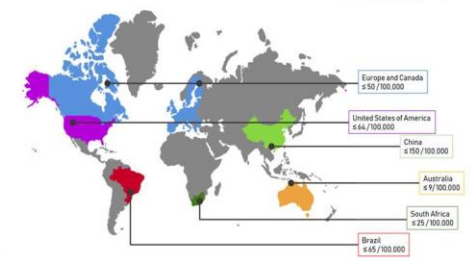 Europe and Canada
≤50/100.000
United States of America
≤64/100.000
China
≤150/100.000
Australia
≤9/100.000
South Africa
≤25/100.000
Brazil
≤65/100.000